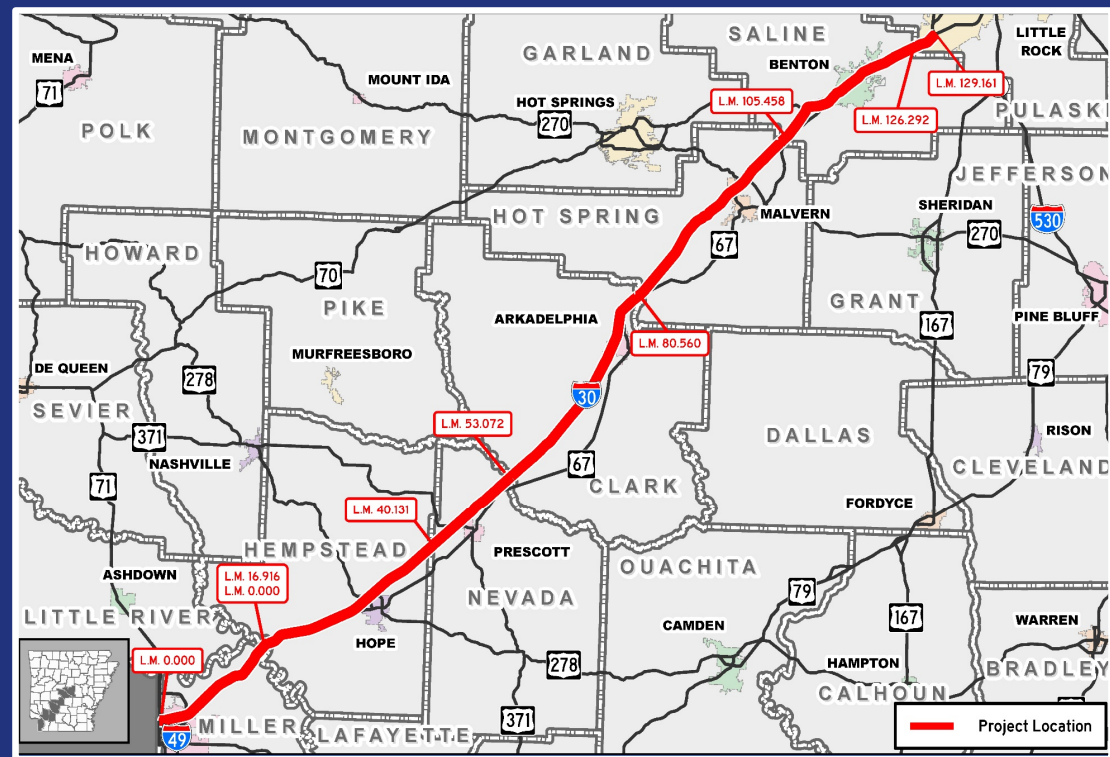 SALINE
LITTLE
ROCK
GARLAND
MENA
BENTON
MOUNT IDA
71
L.M. 129.161
HOT SPRINGS
L.M. 105.458
PULASKI
270
L.M. 126.292
POLK
MONTGOMERY
JEFFERSON
SHERIDAN
HOT SPRING
MALVERN
530
270
67
HOWARD
70
GRANT
PIKE
ARKADELPHIA
PINE BLUFF
167
L.M. 80.560
MURFREESBORO
DE QUEEN
79
278
30
SEVIER
L.M. 53.072
RISON
371
DALLAS
NASHVILLE
67
CLEVELAND
71
CLARK
FORDYCE
L.M. 40.131
HEMPSTEAD
PRESCOTT
OUACHITA
ASHDOWN
L.M. 16.916
L.M. 0.000
79
NEVADA
167
LITTLE RIVER
WARREN
CAMDEN
HOPE
L.M. 0.000
278
HAMPTON
BRADLEY
CALHOUN
371
MILLER
LAFAYETTE
49
Project Location